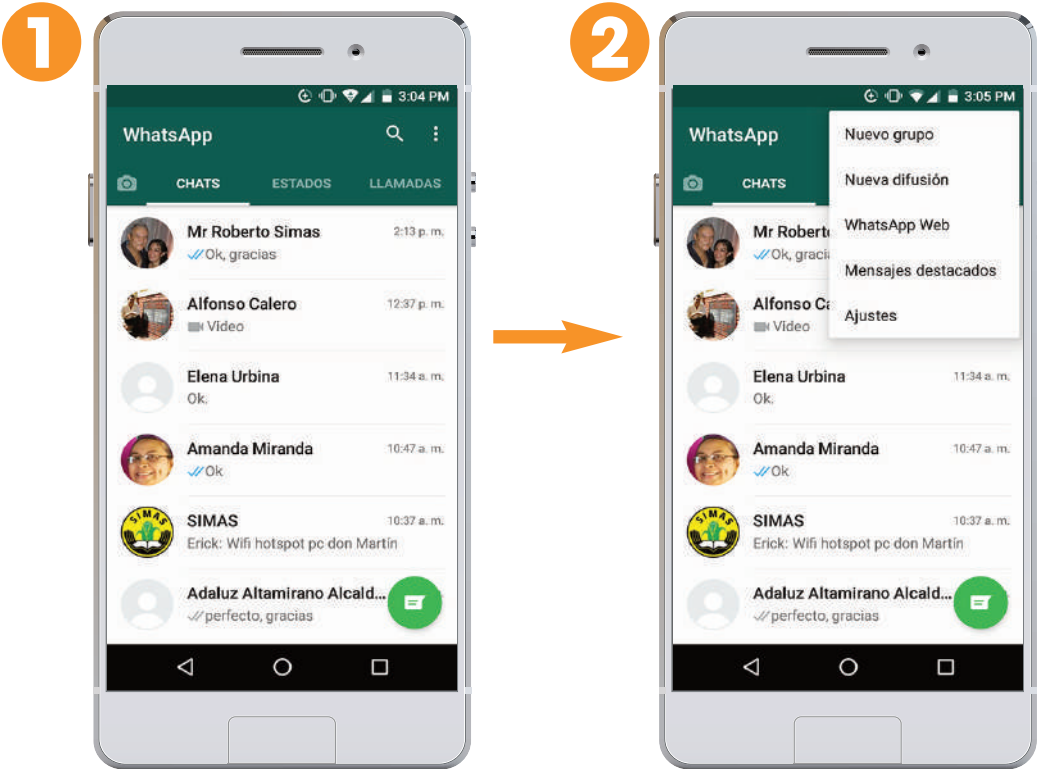 1
3:04 PM
WhatsApp
CHATS ESTADOS LLAMADAS
Mr Roberto Simas 2:13 p. m.
Ok, gracias
Alfonso Calero 12:37 p. m.
Video
Elena Urbina 11:34 a. m.
Ok.
Amanda Miranda 10:47 a. m.
Ok
SIMAS
SIMAS 10:37 a. m.
Erick: Wifi hotspot pc don Martín
Adaluz Altamirano Alcald...
perfecto, gracias
2
3:05 PM
WhatsApp
CHATS
Nuevo grupo
Nueva difusión
WhatsApp Web
Mensajes destacados
Ajustes
Mr Robert
Ok, graci
Alfonso Ca
Video
Elena Urbina 11:34 a. m.
Ok.
Amanda Miranda 10:47 a. m.
Ok
SIMAS
SIMAS 10:37 a. m.
Erick: Wifi hotspot pc don Martín
Adaluz Altamirano Alcald...
perfecto, gracias